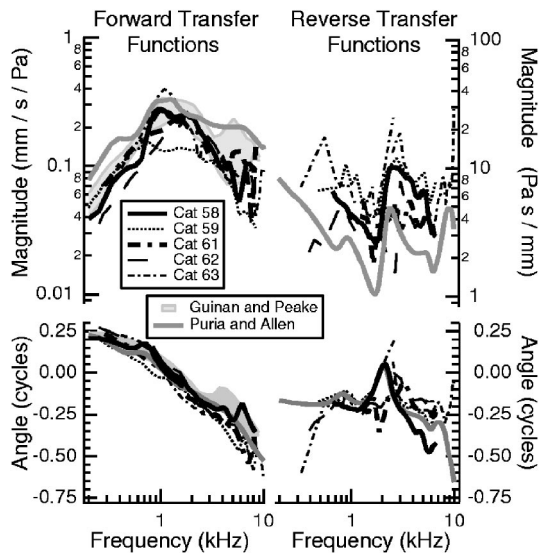 Forward Transfer Functions
Reverse Transfer Functions
Magnitude (mm / s / Pa)
1
8
6
4
2
0.1
8
6
4
2
0.01
100
8
6
4
2
10
8
6
4
2
1
Magnitude
(Pa s / mm)
Cat 58
Cat 59
Cat 61
Cat 62
Cat 63
Guinan and Peake
Puria and Allen
Angle (cycles)
0.25
0.00
-0.25
-0.50
-0.75
0.25
0.00
-0.25
-0.50
-0.75
Angle (cycles)
1
10
1
10
Frequency (kHz)
Frequency (kHz)